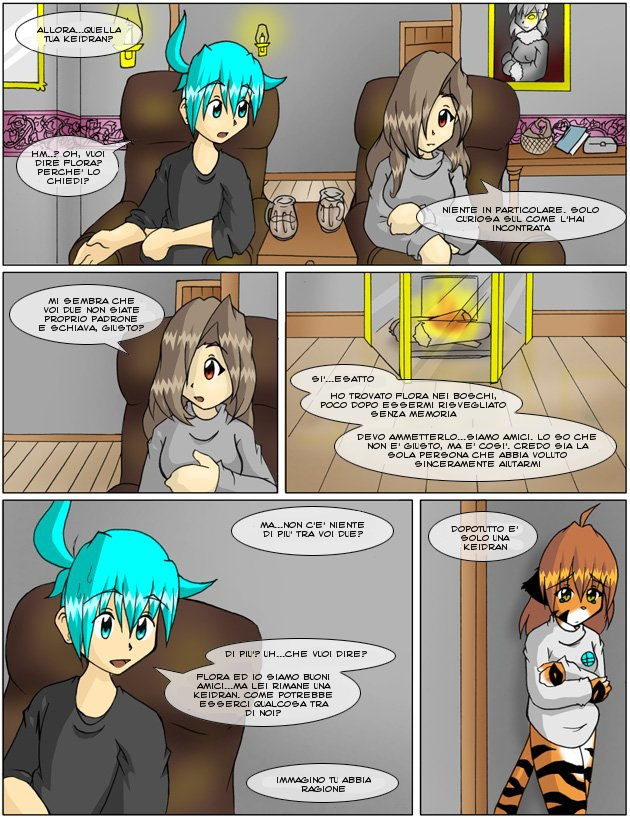 ALLORA...QUELLA
TUA KEIDRAN?
HM..? OH, VUOI
DIRE FLORA?
PERCHE' LO
CHIEDI?
NIENTE IN PARTICOLARE. SOLO
CURIOSA SUL COME L'HAI
INCONTRATA
MI SEMBRA CHE
VOI DUE NON SIATE
PROPRIO PADRONE
E SCHIAVA, GIUSTO?
SI'...ESATTO
HO TROVATO FLORA NEI BOSCHI,
POCO DOPO ESSERMI RISVEGLIATO
SENZA MEMORIA
DEVO AMMETTERLO...SIAMO AMICI. LO SO CHE
NON E' GIUSTO, MA E' COSI'. CREDO SIA LA
SOLA PERSONA CHE ABBIA VOLUTO
SINCERAMENTE AIUTARMI
MA...NON C'E' NIENTE
DI PIU' TRA VOI DUE?
DI PIU'? UH...CHE VUOI DIRE?
FLORA ED IO SIAMO BUONI
AMICI...MA LEI RIMANE UNA
KEIDRAN. COME POTREBBE
ESSERCI QUALCOSA TRA
DI NOI?
IMMAGINO TU ABBIA
RAGIONE
DOPOTUTTO E'
SOLO UNA
KEIDRAN